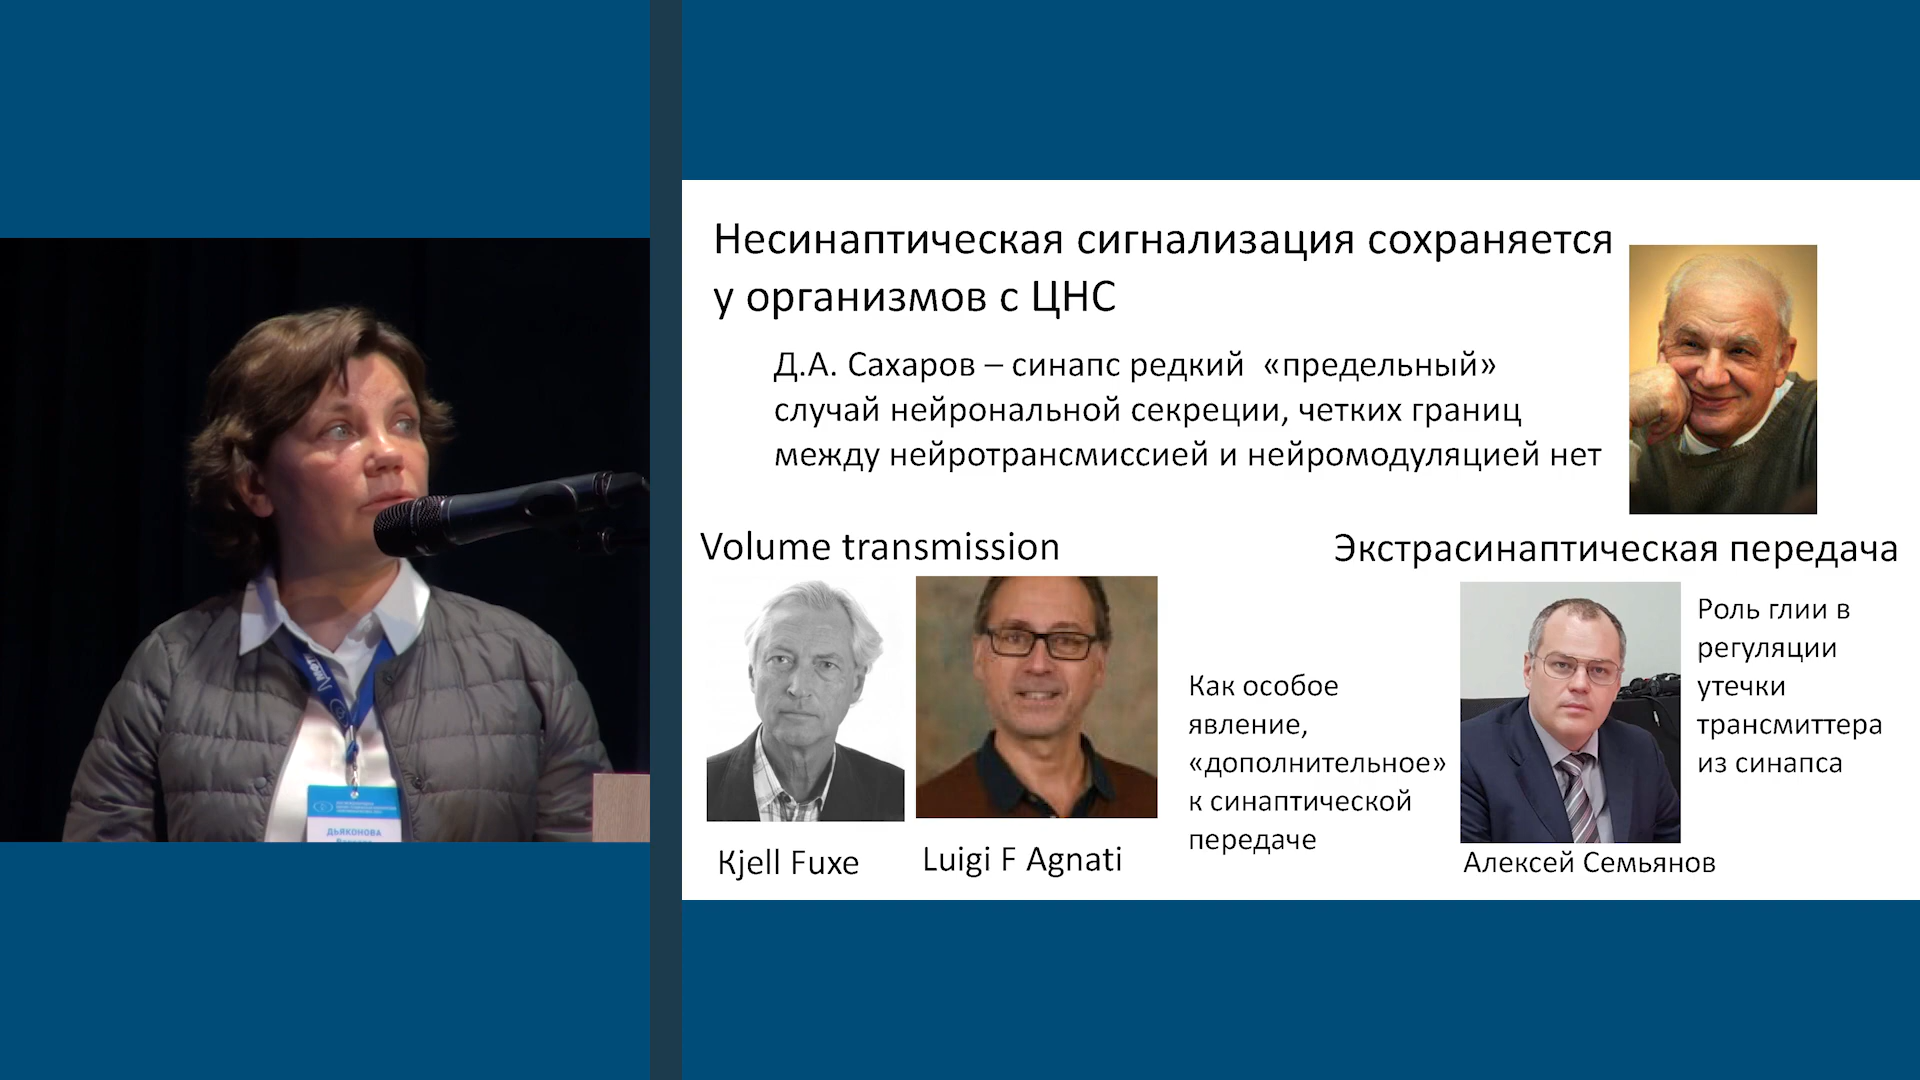 Несинаптическая сигнализация сохраняется
у организмов с ЦНС
Д.А. Сахаров – синапс редкий «предельный»
случай нейрональной секреции, четких границ
между нейротрансмиссией и нейромодуляцией нет
Volume transmission
Экстрасинаптическая передача
Как особое
явление,
«дополнительное»
к синаптической
передаче
Роль глии в
регуляции
утечки
трансмиттера
из синапса
Kjell Fuxe
Luigi F Agnati
Алексей Семьянов
ДЬЯКОНОВА